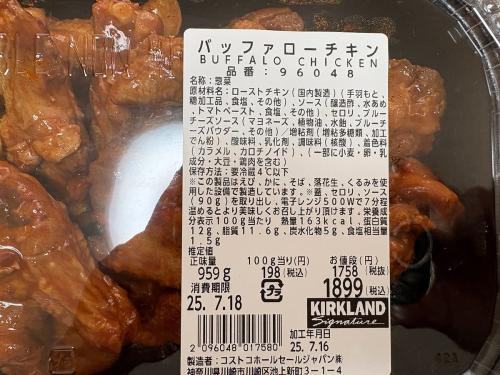 バッファローチキン
BUFFALO CHICKEN
品番：96048
名称：惣菜
原材料名：ローストチキン（国内製造）（手羽もと、
糖加工品、食塩、その他）、ソース（醸造酢、水あめ
、トマトペースト、食塩、その他）、セロリ、ブルー
チーズソース（マヨネーズ、植物油、水飴、ブルーチ
ーズパウダー、その他）／増粘剤（増粘多糖類、加工
でん粉）、酸味料、乳化剤、調味料（核酸）、着色料
（カラメル、カロチノイド）、（一部に小麦・卵・乳
成分・大豆・鶏肉を含む）
保存方法：要冷蔵4℃以下
※この製品はえび、かに、そば、落花生、くるみを使用
した設備で製造しています。※蓋、セロリ、ソース
（90g）を取り出し、電子レンジ500Wで7分程
温めるとより美味しくお召し上がり頂けます。栄養成
分表示100g当たり 熱量163kcal、蛋白質
12g、脂質11.6g、炭水化物5g、食塩相当量
1.5g
推定値
正味量 100g当り(円) お値段(円)
959g 198(税込) 1758(税抜)
1899(税込)
消費期限
25.7.18
プラ
KIRKLAND
Signature
加工年月日
25.7.16
2096048017580
製造者：コストコホールセールジャパン㈱
神奈川県川崎市川崎区池上新町3-1-4